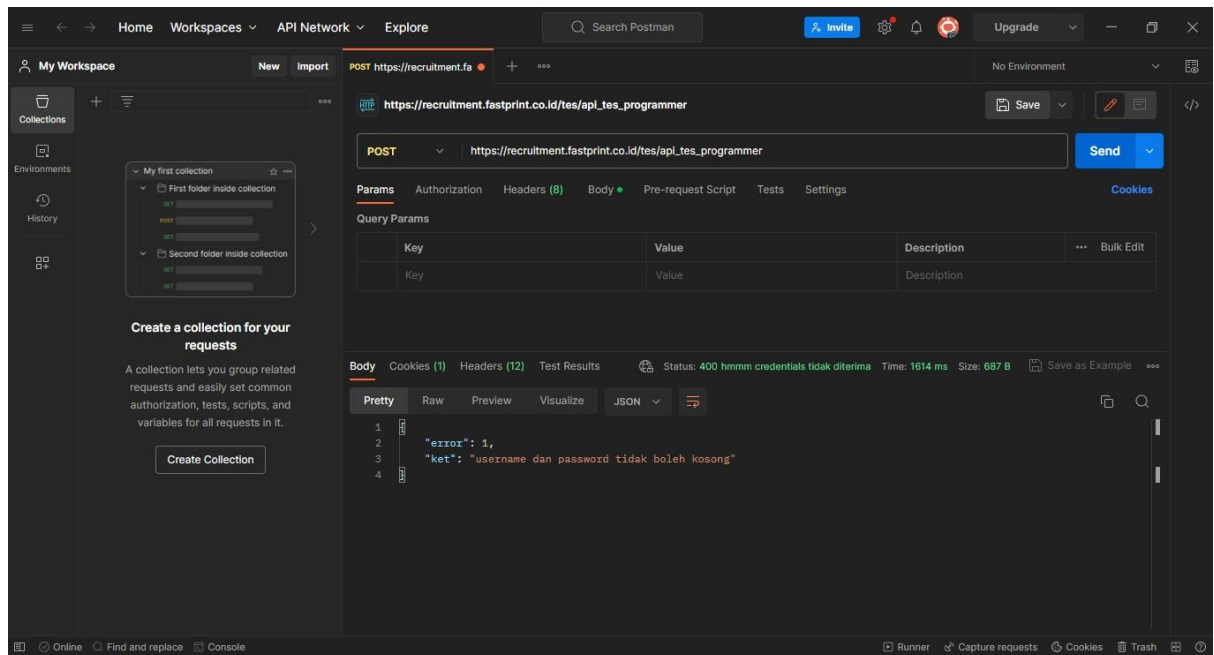 Home Workspaces API Network Explore Search Postman Invite Upgrade
My Workspace New Import POST https://recruitment.fa No Environment
Collections
Environments
History
My first collection
First folder inside collection
GET
POST
GET
Second folder inside collection
GET
GET
Create a collection for your
requests
A collection lets you group related
requests and easily set common
authorization, tests, scripts, and
variables for all requests in it.
Create Collection
HTTP https://recruitment.fastprint.co.id/tes/api_tes_programmer Save
POST https://recruitment.fastprint.co.id/tes/api_tes_programmer Send
Params Authorization Headers (8) Body Pre-request Script Tests Settings Cookies
Query Params
Key Value Description Bulk Edit
Key Value Description
Body Cookies (1) Headers (12) Test Results Status: 400 hmmm credentials tidak diterima Time: 1614 ms Size: 687 B Save as Example
Pretty Raw Preview Visualize JSON
1 {
2 "error": 1,
3 "ket": "username dan password tidak boleh kosong"
4 }
Online Find and replace Console Runner Capture requests Cookies Trash